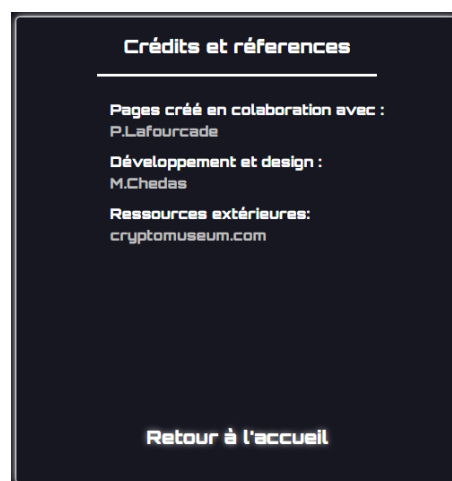 Crédits et réferences
Pages créé en colaboration avec :
P.Lafourcade
Développement et design :
M.Chedas
Ressources extérieures:
cryptomuseum.com
Retour à l'accueil